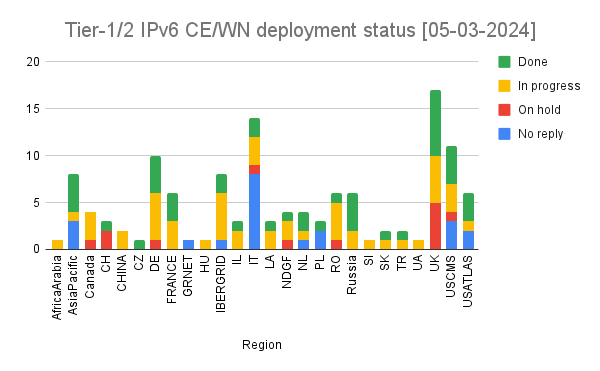 Tier-1/2 IPv6 CE/WN deployment status [05-03-2024]
20
15
10
5
0
Done
In progress
On hold
No reply
AfricaArabia
AsiaPacific
Canada
CH
CHINA
CZ
DE
FRANCE
GRNET
HU
IBERGRID
IL
IT
LA
NDGF
NL
PL
RO
Russia
SI
SK
TR
UA
UK
USCMS
USATLAS
Region